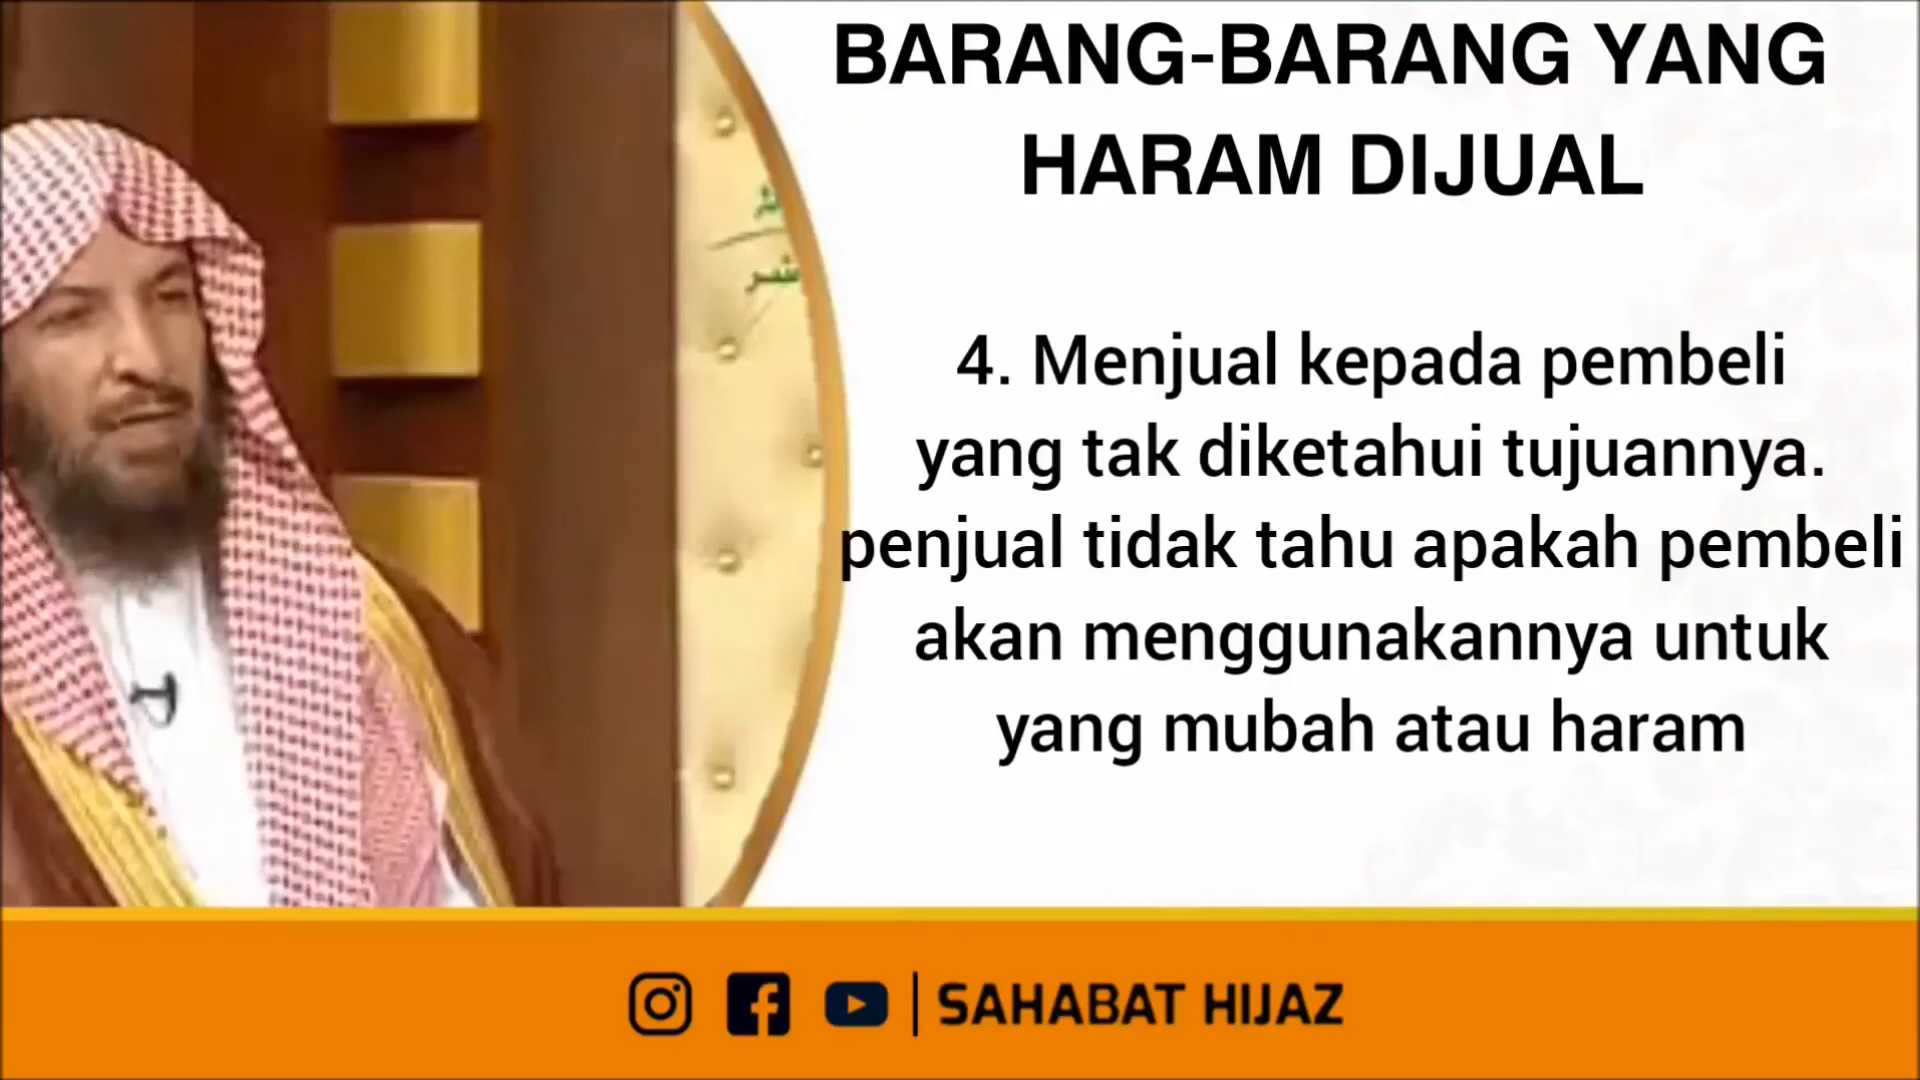 BARANG-BARANG YANG
HARAM DIJUAL
4. Menjual kepada pembeli
yang tak diketahui tujuannya.
penjual tidak tahu apakah pembeli
akan menggunakannya untuk
yang mubah atau haram
SAHABAT HIJAZ